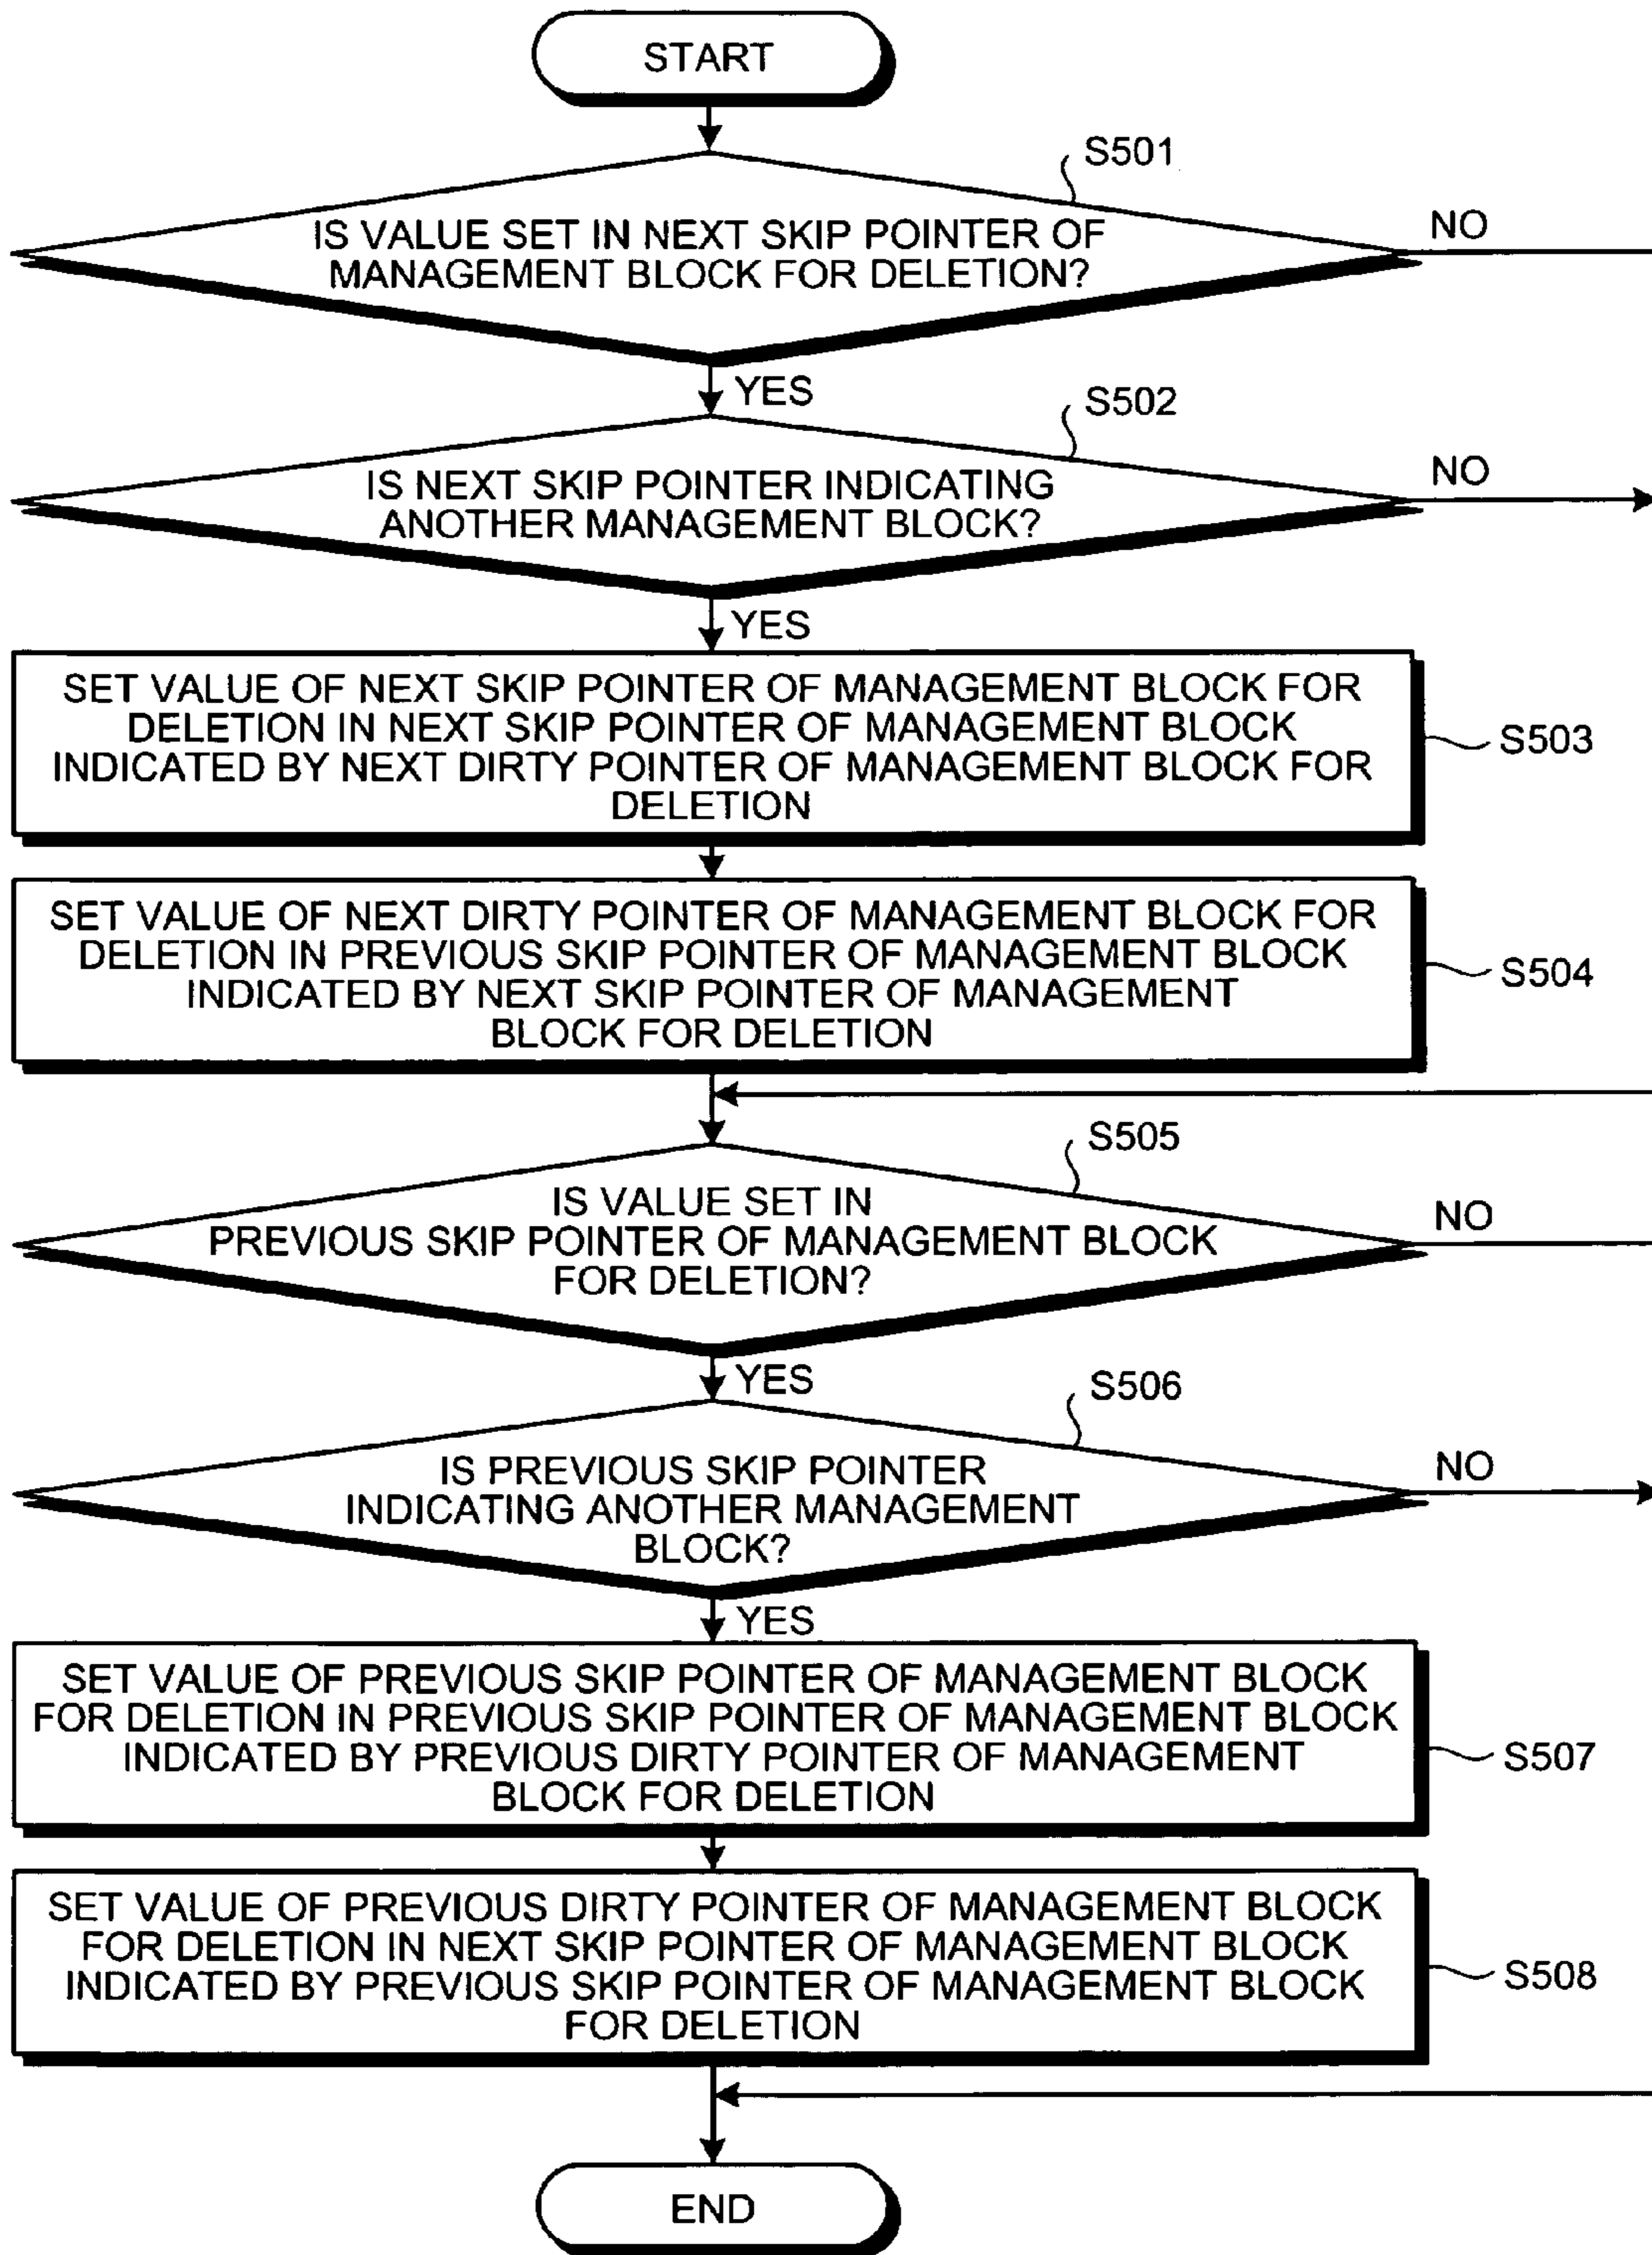 START
S501
IS VALUE SET IN NEXT SKIP POINTER OF
MANAGEMENT BLOCK FOR DELETION?
NO
YES
S502
IS NEXT SKIP POINTER INDICATING
ANOTHER MANAGEMENT BLOCK?
NO
YES
SET VALUE OF NEXT SKIP POINTER OF MANAGEMENT BLOCK FOR
DELETION IN NEXT SKIP POINTER OF MANAGEMENT BLOCK
INDICATED BY NEXT DIRTY POINTER OF MANAGEMENT BLOCK FOR
DELETION
S503
SET VALUE OF NEXT DIRTY POINTER OF MANAGEMENT BLOCK FOR
DELETION IN PREVIOUS SKIP POINTER OF MANAGEMENT BLOCK
INDICATED BY NEXT SKIP POINTER OF MANAGEMENT
BLOCK FOR DELETION
S504
S505
IS VALUE SET IN
PREVIOUS SKIP POINTER OF MANAGEMENT BLOCK
FOR DELETION?
NO
YES
S506
IS PREVIOUS SKIP POINTER
INDICATING ANOTHER MANAGEMENT
BLOCK?
NO
YES
SET VALUE OF PREVIOUS SKIP POINTER OF MANAGEMENT BLOCK
FOR DELETION IN PREVIOUS SKIP POINTER OF MANAGEMENT BLOCK
INDICATED BY PREVIOUS DIRTY POINTER OF MANAGEMENT
BLOCK FOR DELETION
S507
SET VALUE OF PREVIOUS DIRTY POINTER OF MANAGEMENT BLOCK
FOR DELETION IN NEXT SKIP POINTER OF MANAGEMENT BLOCK
INDICATED BY PREVIOUS SKIP POINTER OF MANAGEMENT BLOCK
FOR DELETION
S508
END